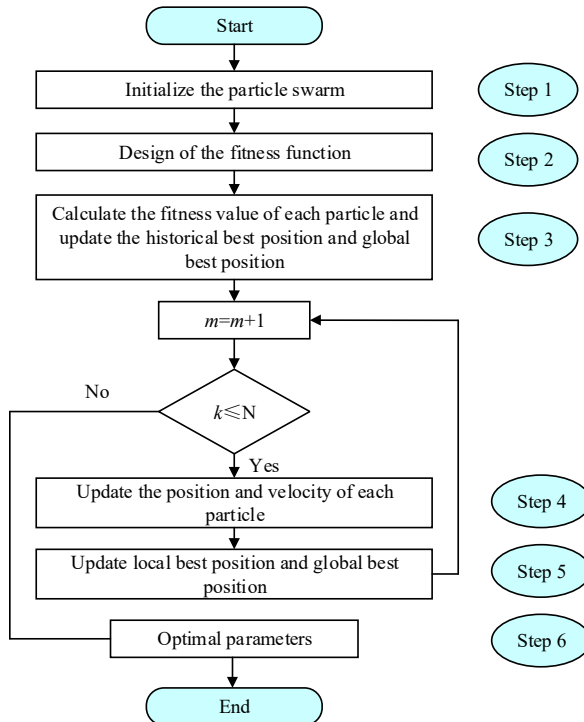 Start
Initialize the particle swarm
Step 1
Design of the fitness function
Step 2
Calculate the fitness value of each particle and
update the historical best position and global
best position
Step 3
m=m+1
No
k≤N
Yes
Update the position and velocity of each
particle
Step 4
Update local best position and global best
position
Step 5
Optimal parameters
Step 6
End